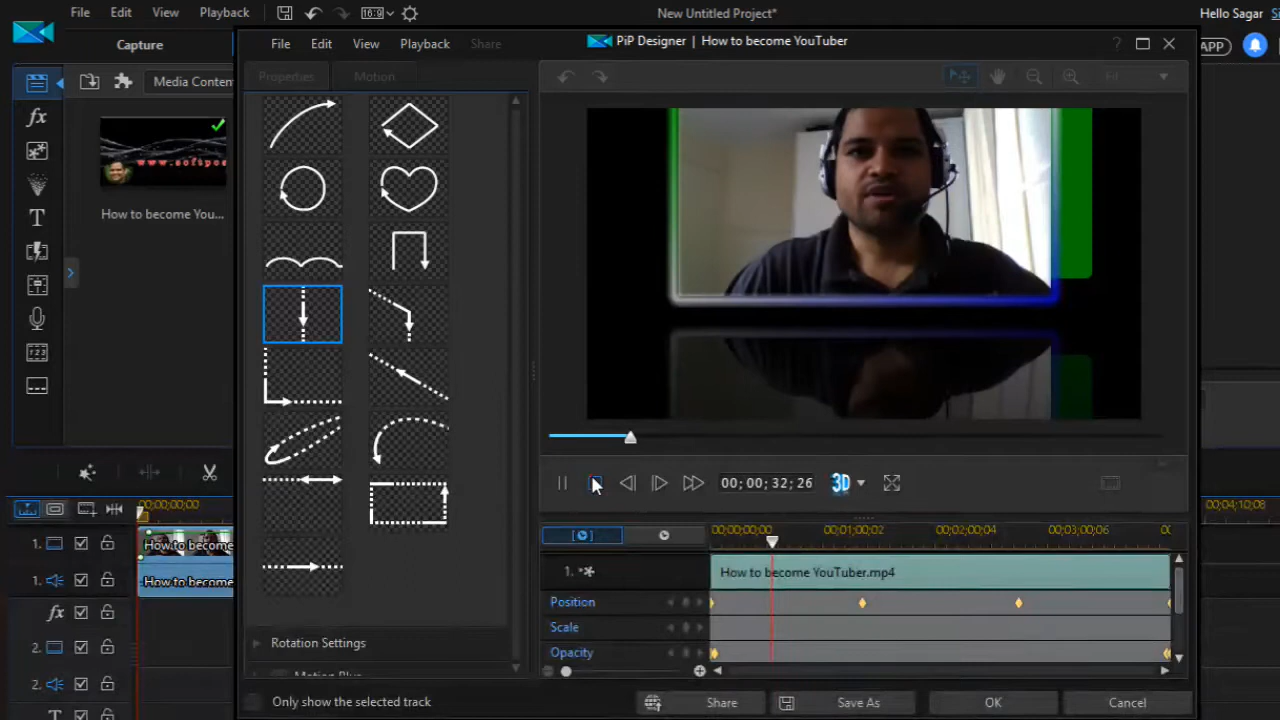 File Edit View Playback 16:9 New Untitled Project* Hello Sagar
Capture
File Edit View Playback Share PiP Designer | How to become YouTuber ?
Media Conten
Properties Motion Fit
How to become You...
00; 00; 32; 26 3D
00;00;00;00 00;01;00;02 00;02;00;04 00;03;00;06
00;00;00;00 00;04;10;08
1. How to become
1. How to become
fx
2.
2.
T
1. How to become YouTuber.mp4
Position
Scale
Opacity
Rotation Settings
Motion Blur
Only show the selected track Share Save As OK Cancel